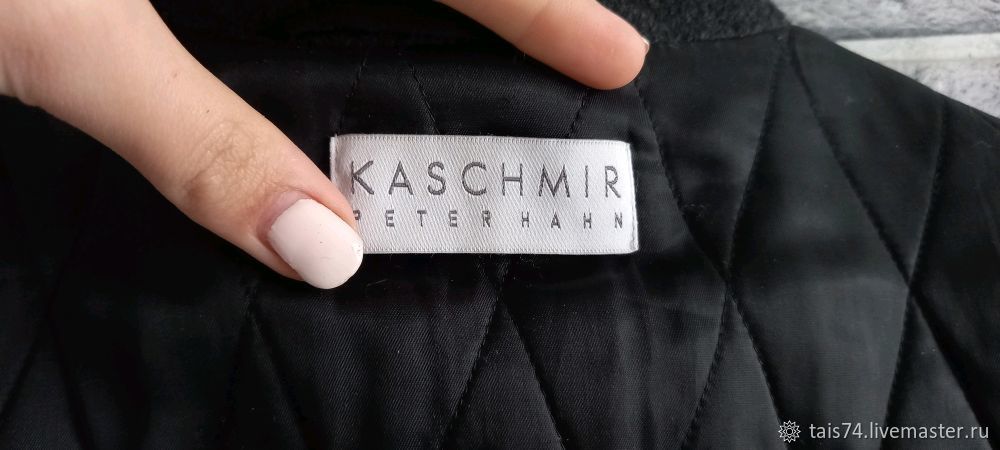 KASCHMIR
PETER HAHN
tais74.livemaster.ru